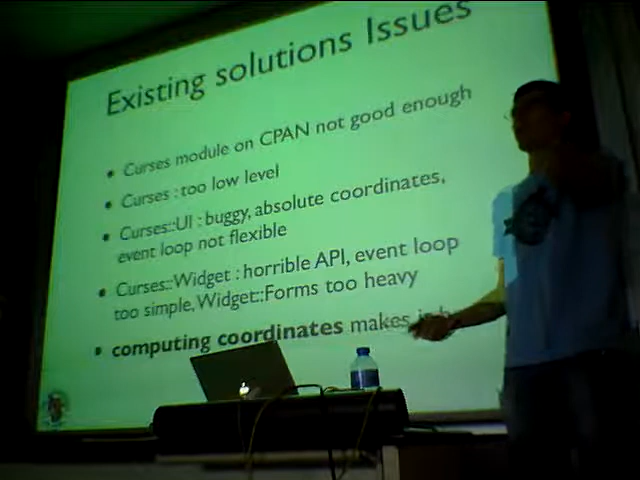 Existing solutions Issues
• Curses module on CPAN not good enough
• Curses : too low level
• Curses::UI : buggy, absolute coordinates,
event loop not flexible
• Curses::Widget : horrible API, event loop
too simple, Widget::Forms too heavy
• computing coordinates makes